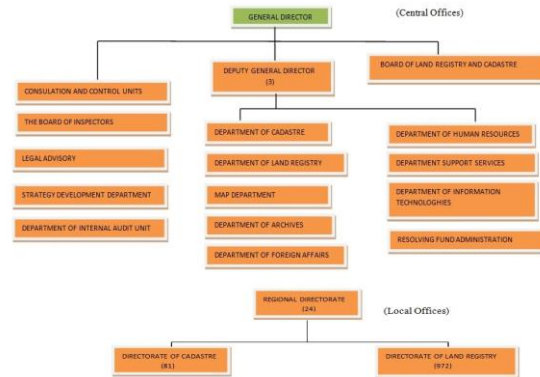 GENERAL DIRECTOR
(Central Offices)
DEPUTY GENERAL DIRECTOR
(3)
BOARD OF LAND REGISTRY AND CADASTRE
CONSULATION AND CONTROL UNITS
THE BOARD OF INSPECTORS
LEGAL ADVISORY
STRATEGY DEVELOPMENT DEPARTMENT
DEPARTMENT OF INTERNAL AUDIT UNIT
DEPARTMENT OF CADASTRE
DEPARTMENT OF LAND REGISTRY
MAP DEPARTMENT
DEPARTMENT OF ARCHIVES
DEPARTMENT OF FOREIGN AFFAIRS
DEPARTMENT OF HUMAN RESOURCES
DEPARTMENT SUPPORT SERVICES
DEPARTMENT OF INFORMATION
TECHNOLOGHIES
RESOLVING FUND ADMINISTRATION
REGIONAL DIRECTORATE
(24)
(Local Offices)
DIRECTORATE OF CADASTRE
(81)
DIRECTORATE OF LAND REGISTRY
(972)